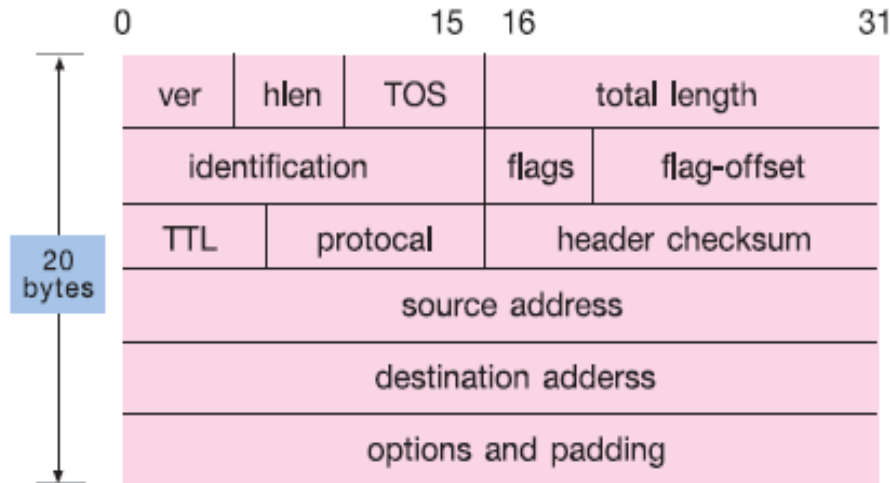 0 15 16 31
ver hlen TOS total length
identification flags flag-offset
TTL protocal header checksum
20
bytes
source address
destination aderss
options and padding